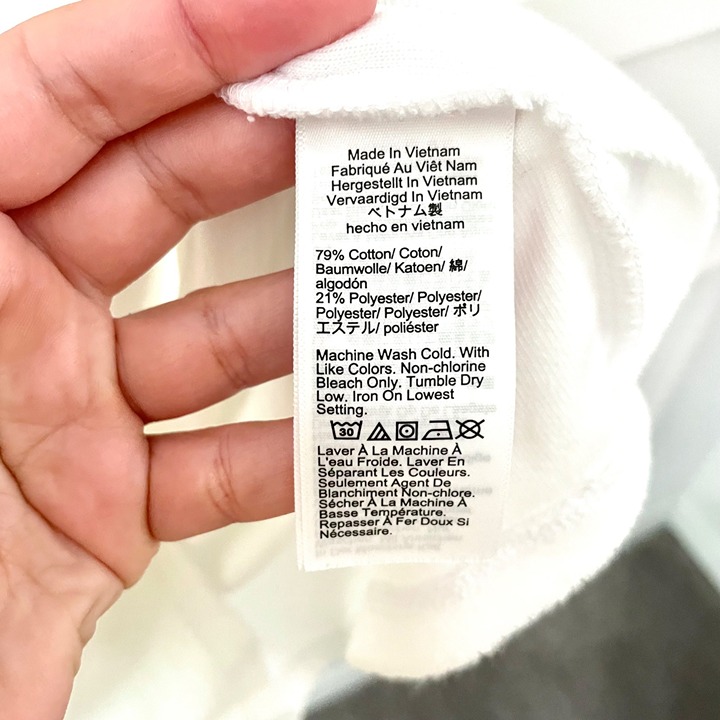 Made In Vietnam
Fabriqué Au Viêt Nam
Hergestellt In Vietnam
Vervaardigd In Vietnam
ベトナム製
hecho en vietnam
79% Cotton/ Coton/
Baumwolle/ Katoen/ 綿/
algodón
21% Polyester/ Polyester/
Polyester/ Polyester/ ポリ
エステル/ poliéster
Machine Wash Cold. With
Like Colors. Non-chlorine
Bleach Only. Tumble Dry
Low. Iron On Lowest
Setting.
30
Laver À La Machine À
L'eau Froide. Laver En
Séparant Les Couleurs.
Seulement Agent De
Blanchiment Non-chlore.
Sécher À La Machine À
Basse Température.
Repasser À Fer Doux Si
Nécessaire.